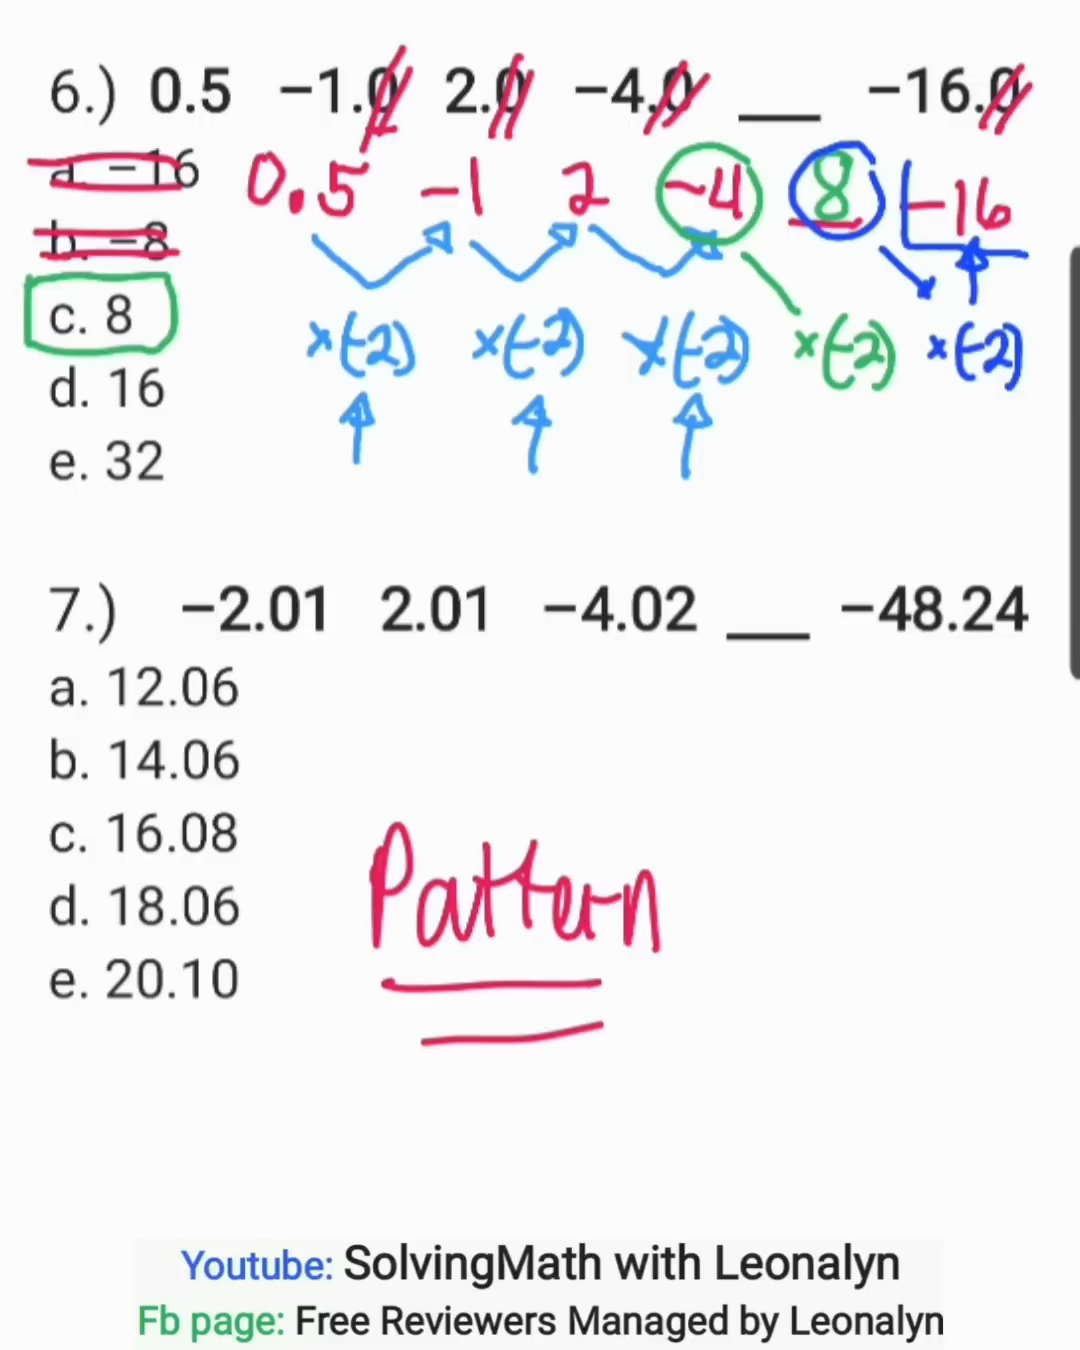 6.) 0.5 −1.0 2.0 −4.0 ___ −16.0
a. −16
0.5 -1 2 -4 8 -16
b. −8
c. 8
×(-2) ×(-2) ×(-2) ×(-2) ×(-2)
d. 16
e. 32
7.) −2.01 2.01 −4.02 ___ −48.24
a. 12.06
b. 14.06
c. 16.08
d. 18.06
e. 20.10
Pattern
Youtube: SolvingMath with Leonalyn
Fb page: Free Reviewers Managed by Leonalyn